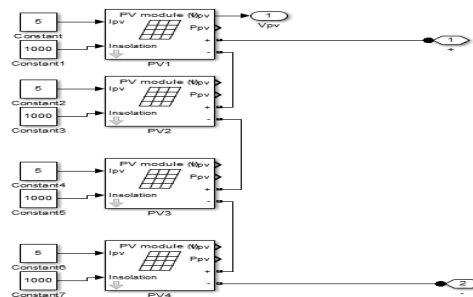 5 Ipv PV module (I) Vpv 1
Constant Ppv Vpv
1000 Insolation + 1
Constant1 - +
PV1
5 Ipv PV module (I) Vpv
Constant2 Ppv
1000 Insolation +
Constant3 -
PV2
5 Ipv PV module (I) Vpv
Constant4 Ppv
1000 Insolation +
Constant5 -
PV3
5 Ipv PV module (I) Vpv
Constant6 Ppv
1000 Insolation +
Constant7 - 2
PV4 -